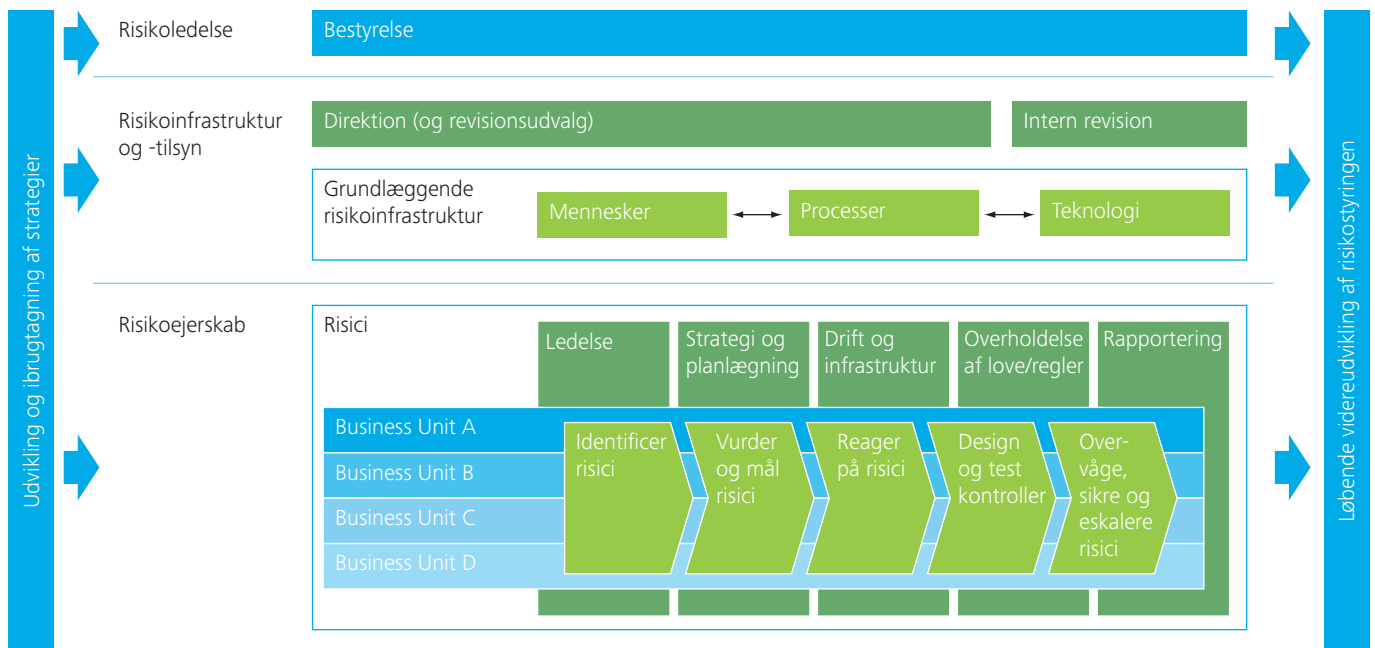 Udvikling og ibrugtagning af strategier
Risikoledelse
Bestyrelse
Risikoinfrastruktur
og -tilsyn
Direktion (og revisionsudvalg)
Intern revision
Grundlæggende
risikoinfrastruktur
Mennesker
Processer
Teknologi
Risikoejerskab
Risici
Ledelse
Strategi og
planlægning
Drift og
infrastruktur
Overholdelse
af love/regler
Rapportering
Business Unit A
Business Unit B
Business Unit C
Business Unit D
Identificer
risici
Vurder
og mål
risici
Reager
på risici
Design
og test
kontroller
Over-
våge,
sikre og
eskalere
risici
Løbende videreudvikling af risikostyringen